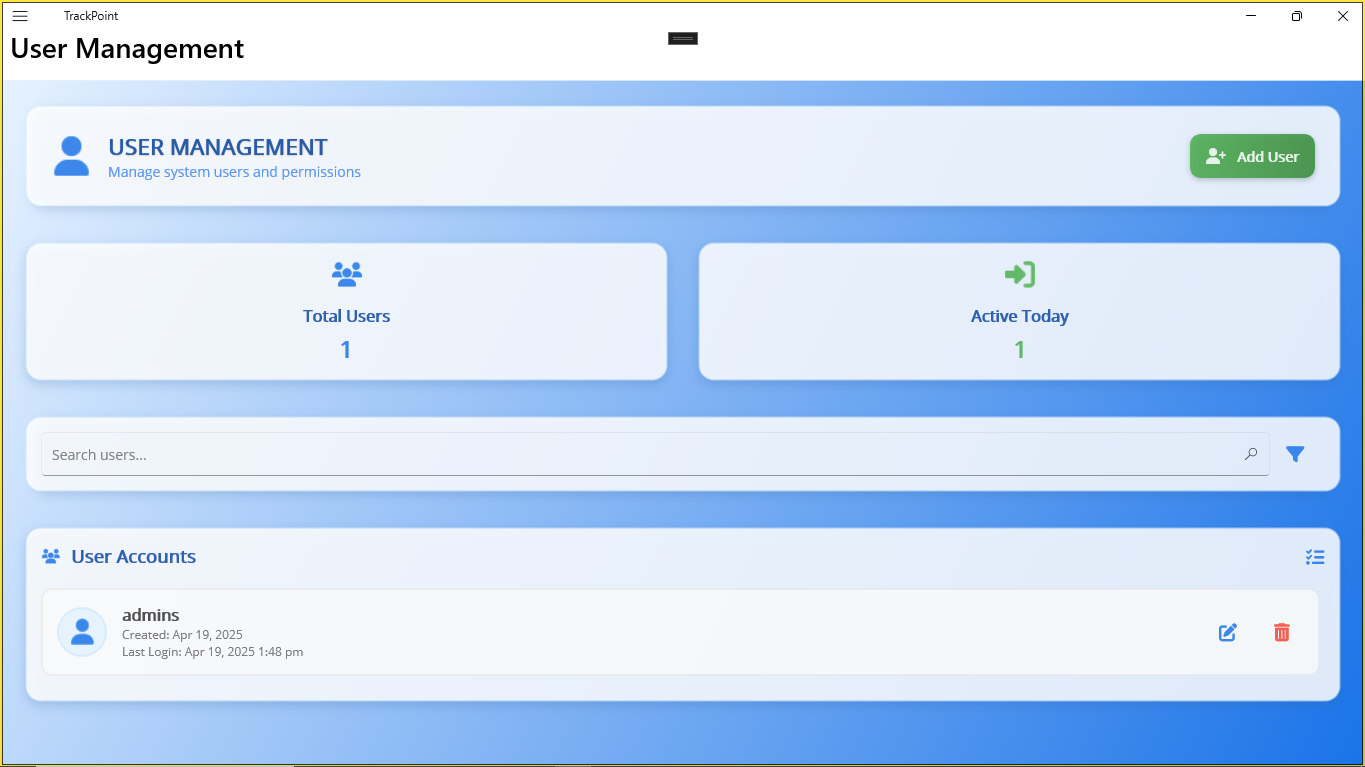 TrackPoint
User Management
USER MANAGEMENT
Manage system users and permissions
Add User
Total Users
1
Active Today
1
Search users...
User Accounts
admins
Created: Apr 19, 2025
Last Login: Apr 19, 2025 1:48 pm